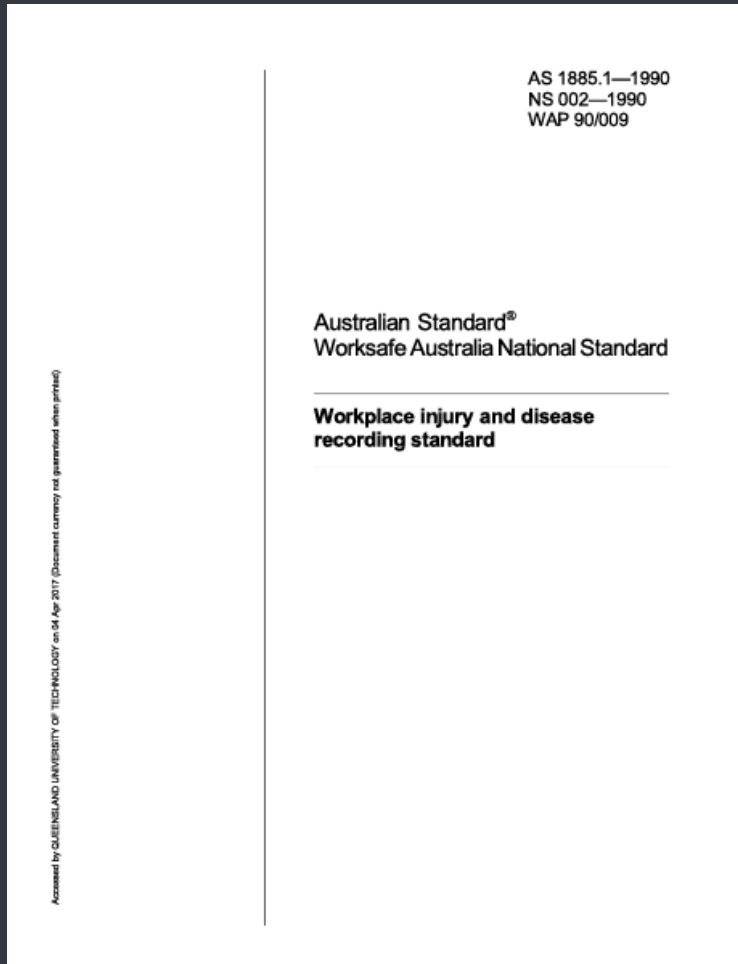 AS 1885.1—1990
NS 002—1990
WAP 90/009
Australian Standard®
Worksafe Australia National Standard
Workplace injury and disease
recording standard
Accessed by QUEENSLAND UNIVERSITY OF TECHNOLOGY on 04 Apr 2017 (Document currency not guaranteed when printed)